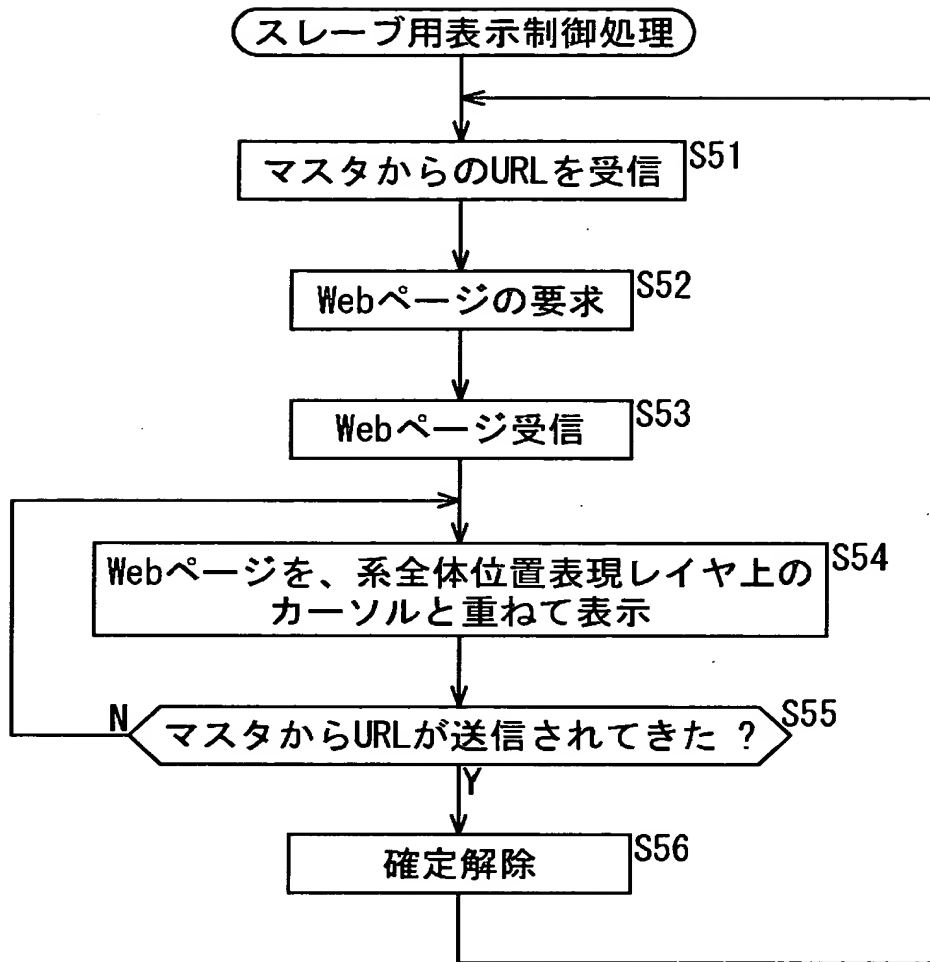 スレーブ用表示制御処理
マスタからのURLを受信
S51
Webページの要求
S52
Webページ受信
S53
Webページを、系全体位置表現レイヤ上の
カーソルと重ねて表示
S54
マスタからURLが送信されてきた ?
S55
N
Y
確定解除
S56